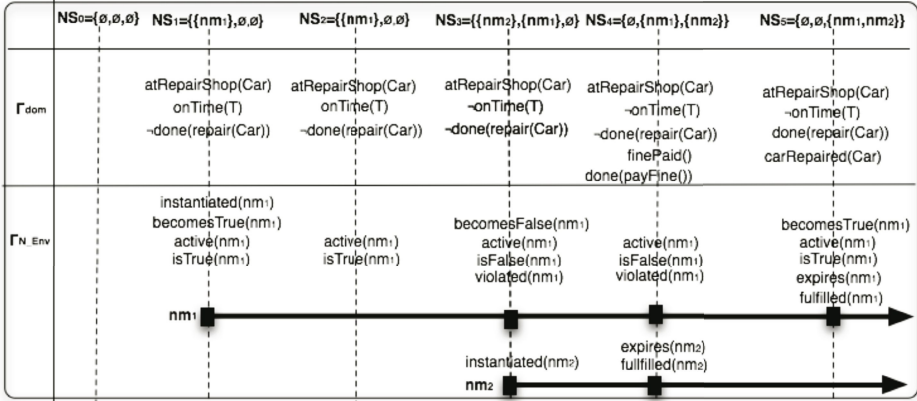 NS0={ø,ø,ø} NS1={{nm1},ø,ø} NS2={{nm1},ø,ø} NS3={{nm2},{nm1},ø} NS4={ø,{nm1},{nm2}} NS5={ø,ø,{nm1,nm2}}
Γdom
atRepairShop(Car)
onTime(T)
¬done(repair(Car))
atRepairShop(Car)
onTime(T)
¬done(repair(Car))
atRepairShop(Car)
¬onTime(T)
¬done(repair(Car))
atRepairShop(Car)
¬onTime(T)
¬done(repair(Car))
finePaid()
done(payFine())
atRepairShop(Car)
¬onTime(T)
done(repair(Car))
carRepaired(Car)
ΓN_Env
instantiated(nm1)
becomesTrue(nm1)
active(nm1)
isTrue(nm1)
active(nm1)
isTrue(nm1)
becomesFalse(nm1)
active(nm1)
isFalse(nm1)
violated(nm1)
active(nm1)
isFalse(nm1)
violated(nm1)
becomesTrue(nm1)
active(nm1)
isTrue(nm1)
expires(nm1)
fulfilled(nm1)
nm1
instantiated(nm2)
expires(nm2)
fullfilled(nm2)
nm2